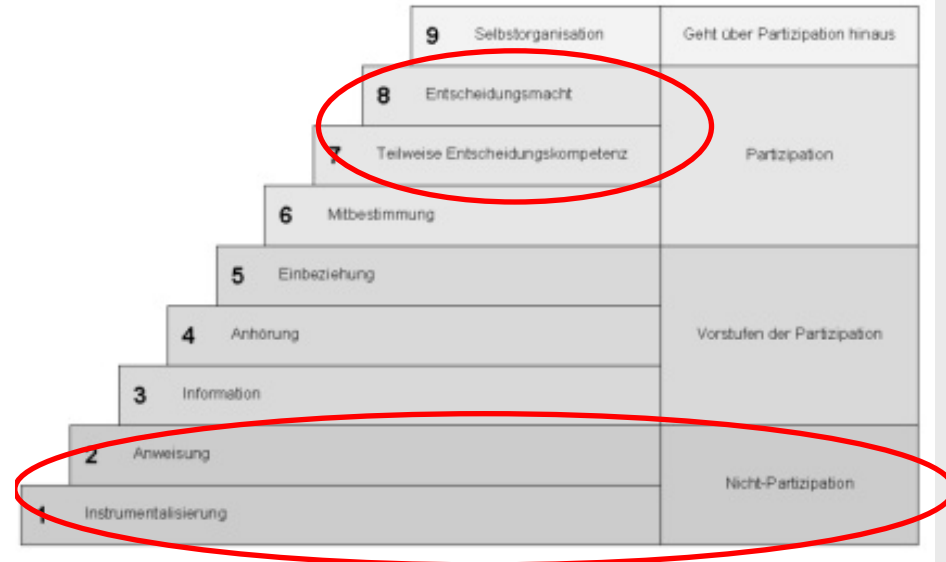 9 Selbstorganisation Geht über Partizipation hinaus
8 Entscheidungsmacht
7 Teilweise Entscheidungskompetenz Partizipation
6 Mitbestimmung
5 Einbeziehung
4 Anhörung Vorstufen der Partizipation
3 Information
2 Anweisung
Nicht-Partizipation
1 Instrumentalisierung